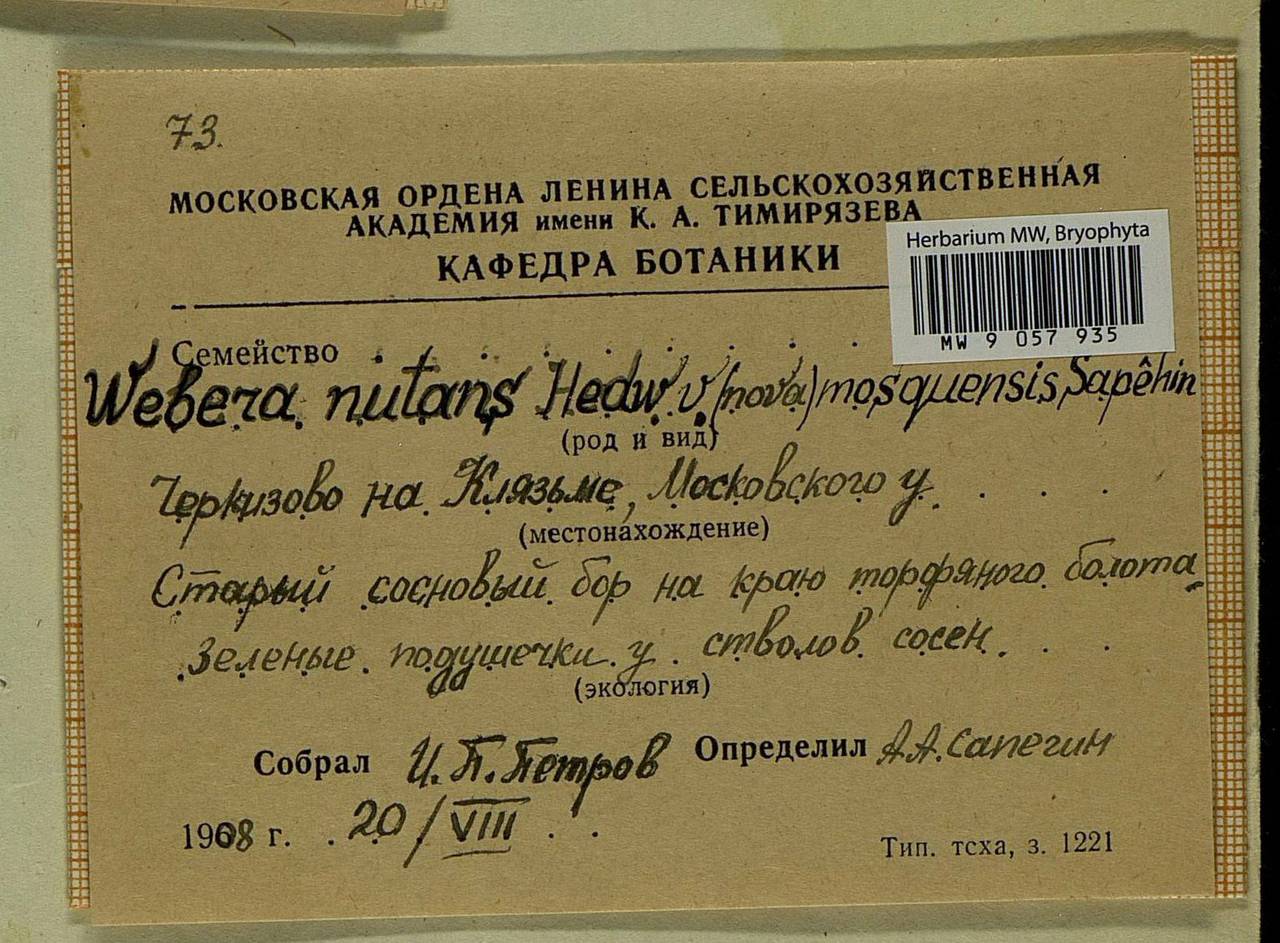 73.
МОСКОВСКАЯ ОРДЕНА ЛЕНИНА СЕЛЬСКОХОЗЯЙСТВЕННАЯ
АКАДЕМИЯ имени К. А. ТИМИРЯЗЕВА
КАФЕДРА БОТАНИКИ
Herbarium MW, Bryophyta
MW 9 057 935
Семейство
Webera nutans Hedw v (nova) mosquensis, Sapêhin
(род и вид)
Черкизово на Клязьме, Московского у.
(местонахождение)
Старый сосновый бор на краю торфяного болота.
Зеленые подушечки у стволов сосен.
(экология)
Собрал И. П. Петров Определил А.А. Сапегин
1908 г. 20/VIII
Тип. тсха, з. 1221